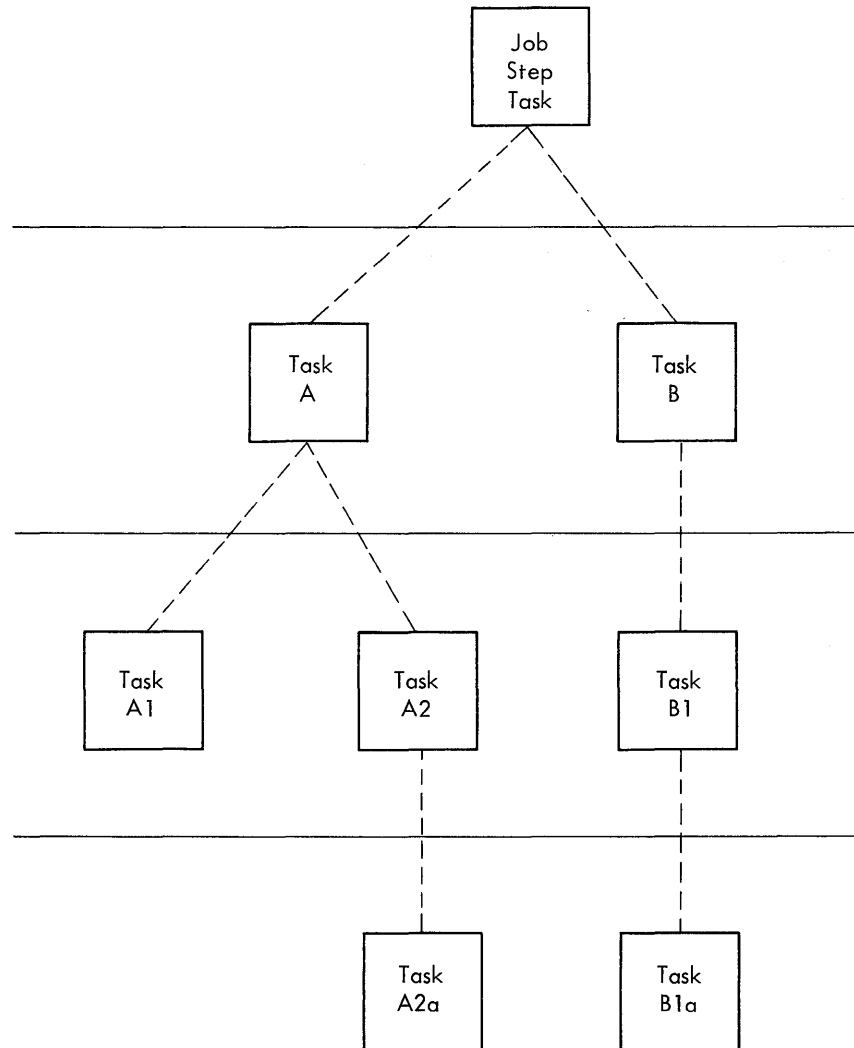 Job
Step
Task
Task
A
Task
B
Task
A1
Task
A2
Task
B1
Task
A2a
Task
B1a